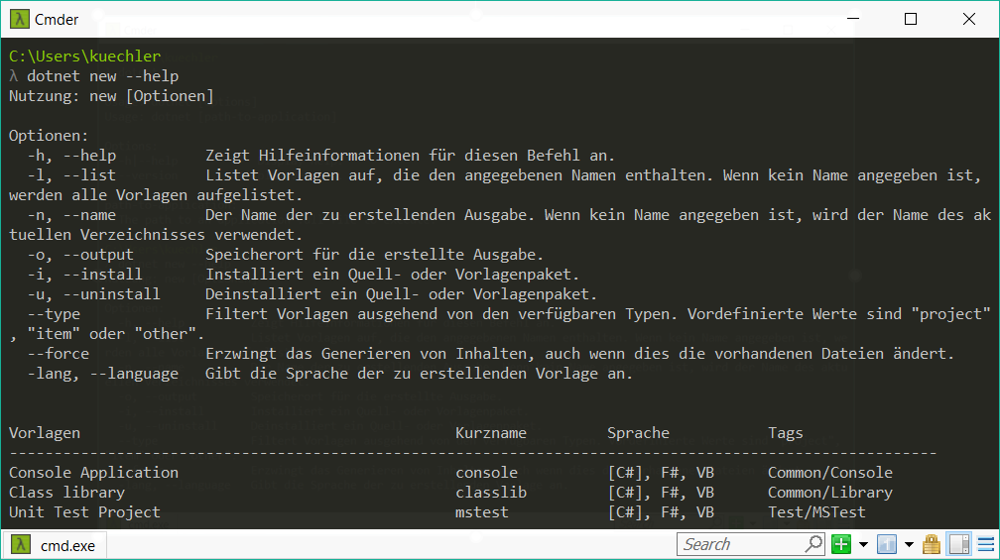 Cmder
C:\Users\kuechler
λ dotnet new --help
Nutzung: new [Optionen]
Optionen:
-h, --help Zeigt Hilfeinformationen für diesen Befehl an.
-l, --list Listet Vorlagen auf, die den angegebenen Namen enthalten. Wenn kein Name angegeben ist,
werden alle Vorlagen aufgelistet.
-n, --name Der Name der zu erstellenden Ausgabe. Wenn kein Name angegeben ist, wird der Name des ak
tuellen Verzeichnisses verwendet.
-o, --output Speicherort für die erstellte Ausgabe.
-i, --install Installiert ein Quell- oder Vorlagenpaket.
-u, --uninstall Deinstalliert ein Quell- oder Vorlagenpaket.
--type Filtert Vorlagen ausgehend von den verfügbaren Typen. Vordefinierte Werte sind "project"
, "item" oder "other".
--force Erzwingt das Generieren von Inhalten, auch wenn dies die vorhandenen Dateien ändert.
-lang, --language Gibt die Sprache der zu erstellenden Vorlage an.
Vorlagen Kurzname Sprache Tags
--------------------------------------------------------------------------------------------------------
Console Application console [C#], F#, VB Common/Console
Class library classlib [C#], F#, VB Common/Library
Unit Test Project mstest [C#], F#, VB Test/MSTest
λ cmd.exe Search